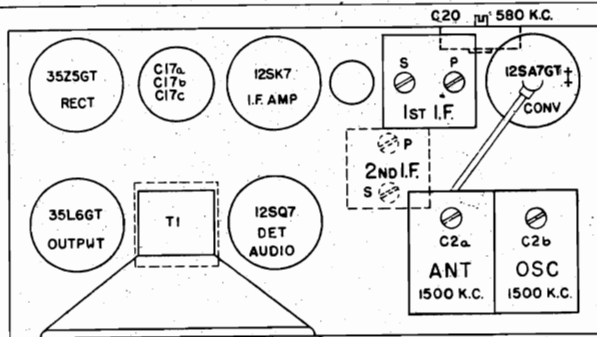 C20 580 K.C.
35Z5GT
RECT
C17a
C17b
C17c
12SK7
I.F. AMP
S P
1ST I.F.
12SA7GT ‡
CONV
P
2ND I.F.
S
35L6GT
OUTPUT
T1
12SQ7
DET
AUDIO
C2a
ANT
1500 K.C.
C2b
OSC
1500 K.C.